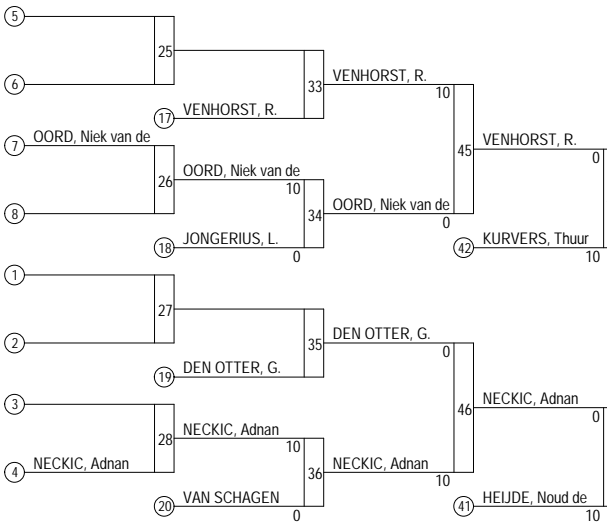 5
25
6
33
VENHORST, R.
10
17 VENHORST, R.
7 OORD, Niek van de
45
VENHORST, R.
0
26
OORD, Niek van de
10
8
34
OORD, Niek van de
0
18 JONGERIUS, L.
0
42 KURVERS, Thuur
10
1
27
2
35
DEN OTTER, G.
0
19 DEN OTTER, G.
3
46
NECKIC, Adnan
0
28
NECKIC, Adnan
10
4 NECKIC, Adnan
36
NECKIC, Adnan
10
20 VAN SCHAGEN
0
41 HEIJDE, Noud de
10